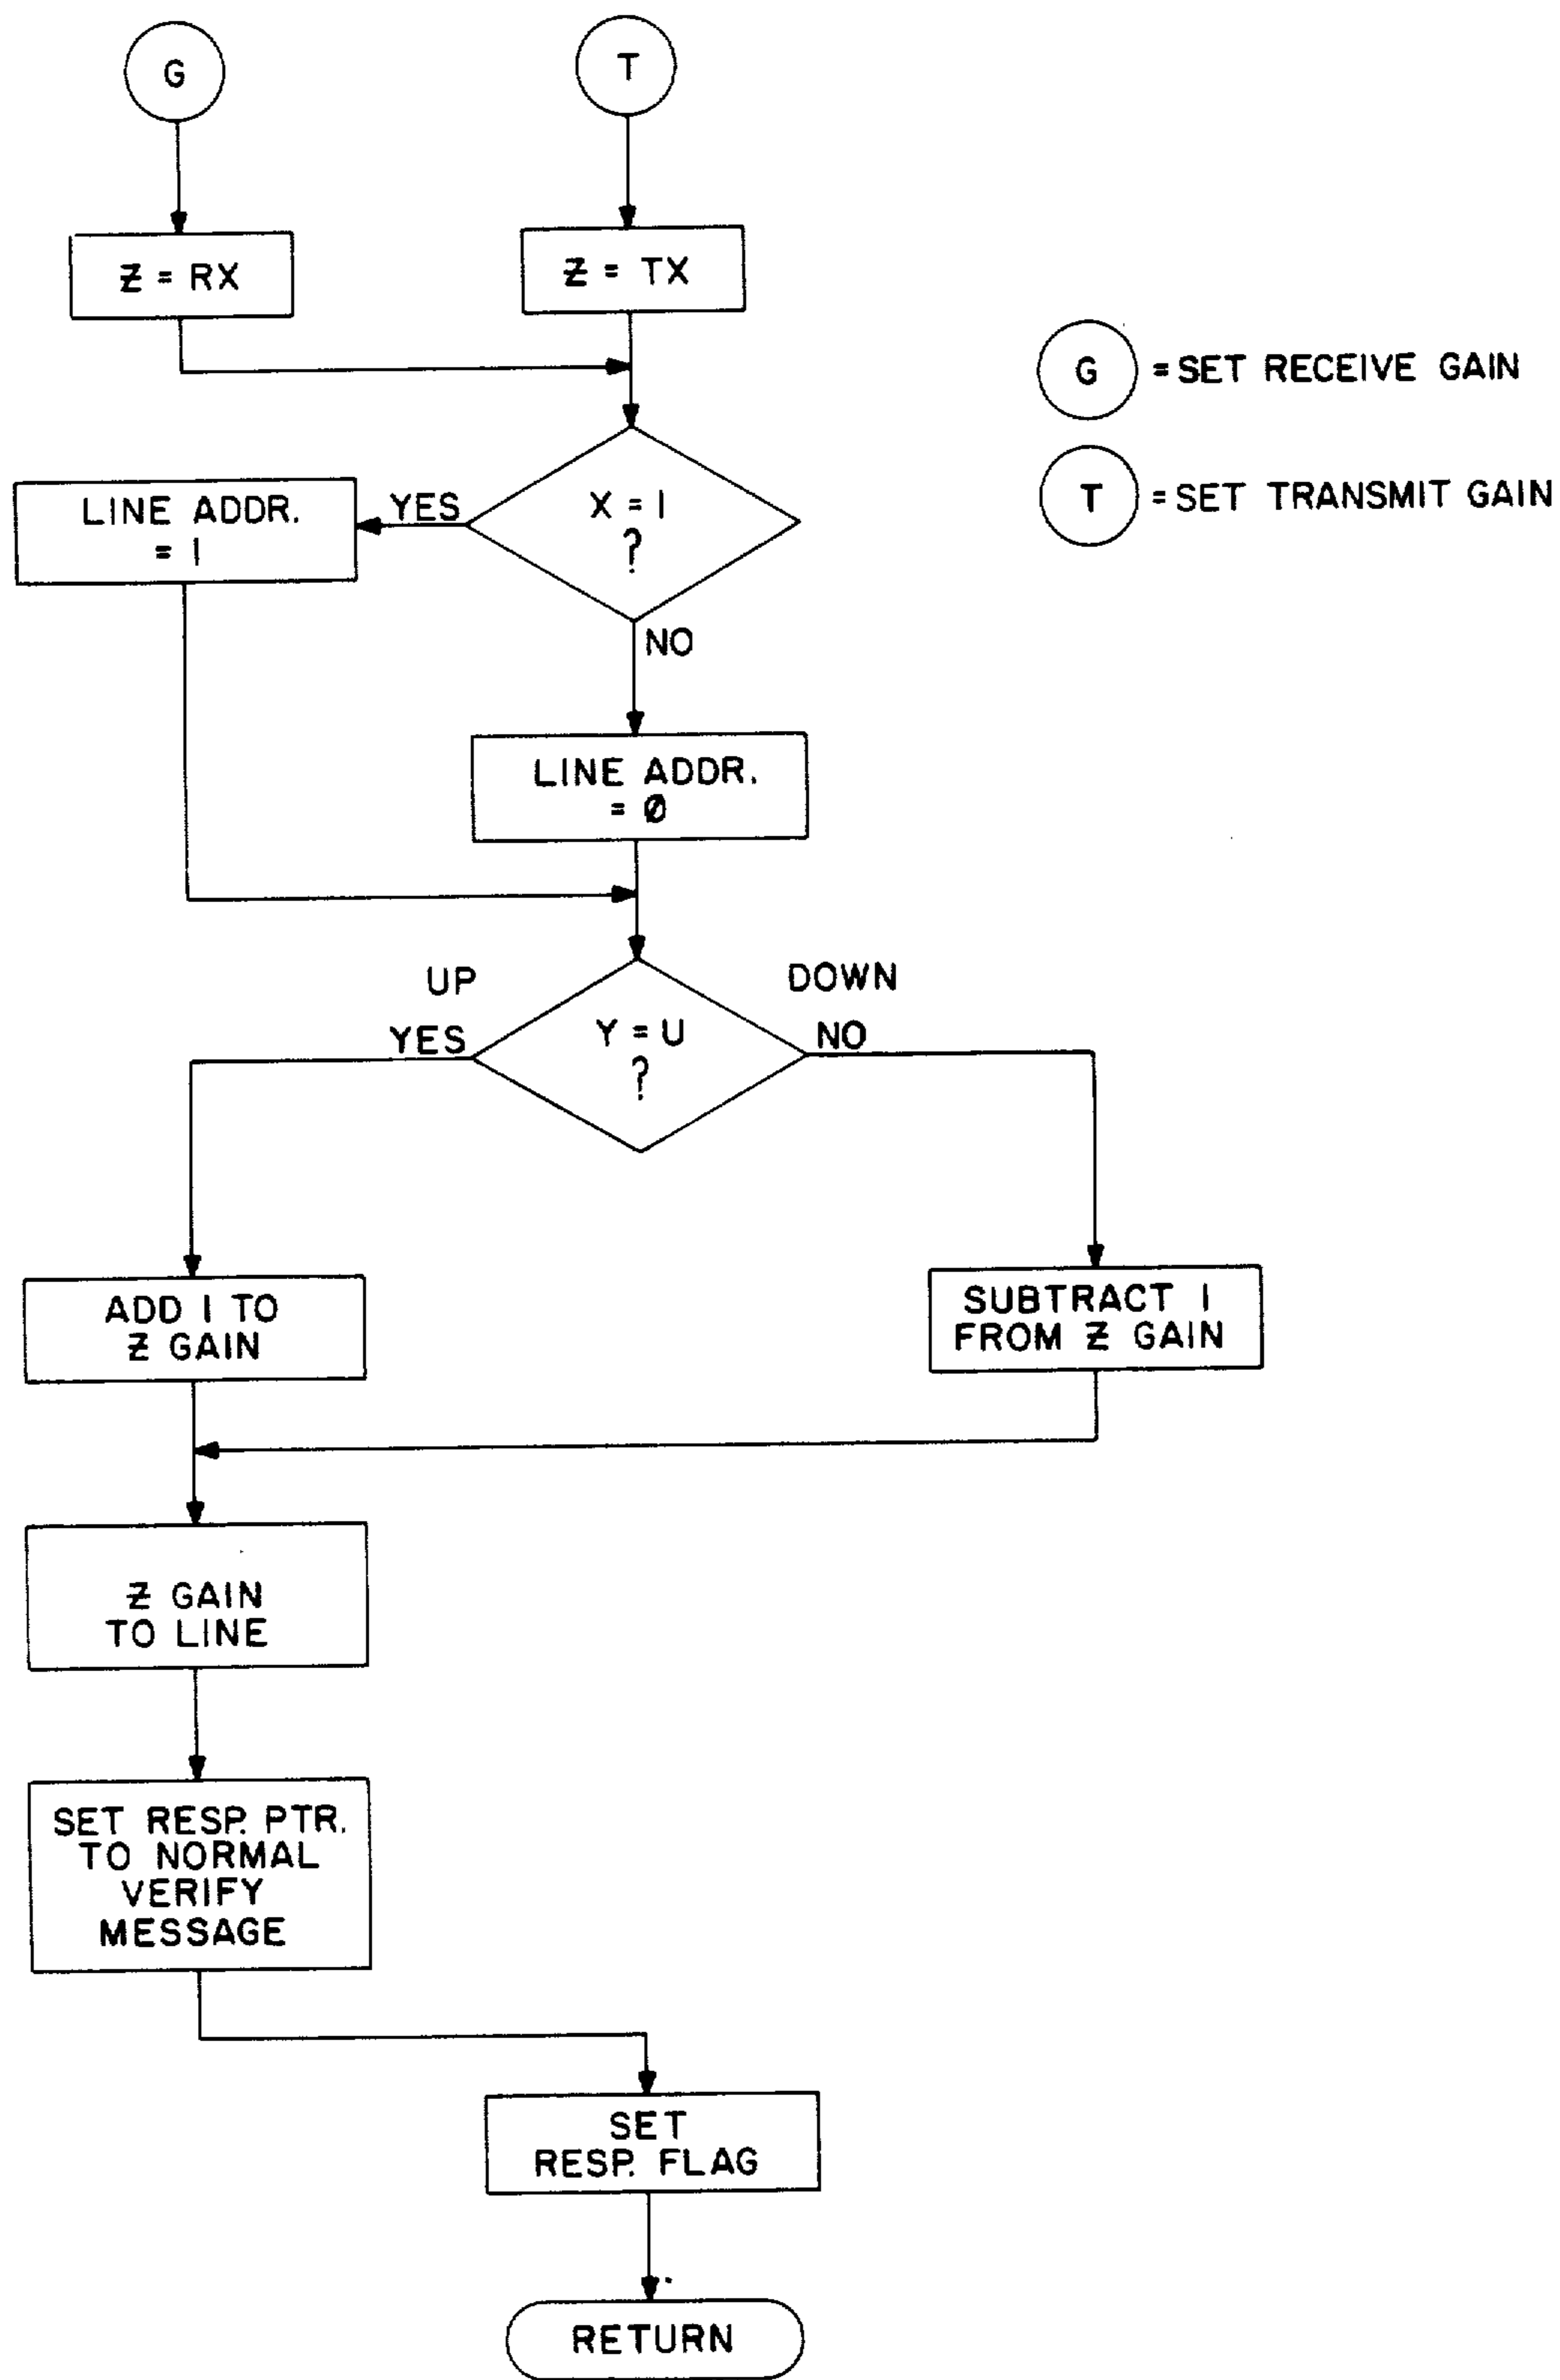 G
T
Z = RX
Z = TX
G = SET RECEIVE GAIN
T = SET TRANSMIT GAIN
X = 1
?
YES
LINE ADDR.
= 1
NO
LINE ADDR.
= Ø
UP
DOWN
YES
Y = U
?
NO
ADD 1 TO
Z GAIN
SUBTRACT 1
FROM Z GAIN
Z GAIN
TO LINE
SET RESP. PTR.
TO NORMAL
VERIFY
MESSAGE
SET
RESP. FLAG
RETURN